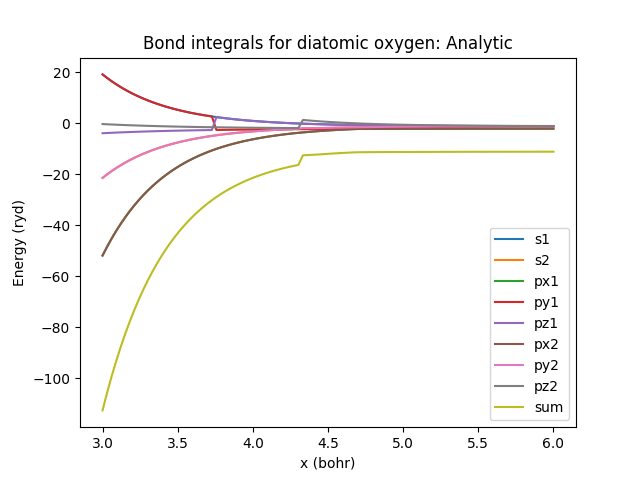 Bond integrals for diatomic oxygen: Analytic
20
0
−20
−40
−60
−80
−100
Energy (ryd)
s1
s2
px1
py1
pz1
px2
py2
pz2
sum
3.0 3.5 4.0 4.5 5.0 5.5 6.0
x (bohr)